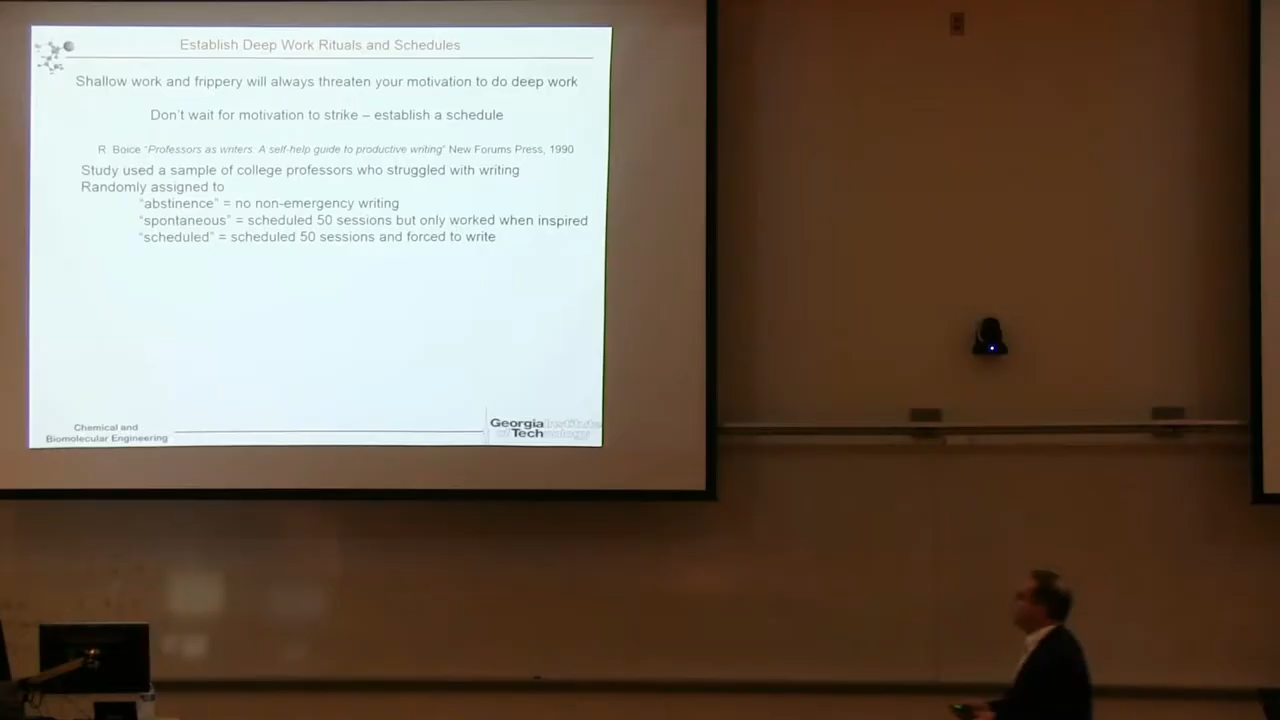 Establish Deep Work Rituals and Schedules
Shallow work and frippery will always threaten your motivation to do deep work
Don't wait for motivation to strike – establish a schedule
R. Boice "Professors as writers: A self-help guide to productive writing" New Forums Press, 1990
Study used a sample of college professors who struggled with writing
Randomly assigned to
"abstinence" = no non-emergency writing
"spontaneous" = scheduled 50 sessions but only worked when inspired
"scheduled" = scheduled 50 sessions and forced to write
Chemical and
Biomolecular Engineering
Georgia Institute
of Technology